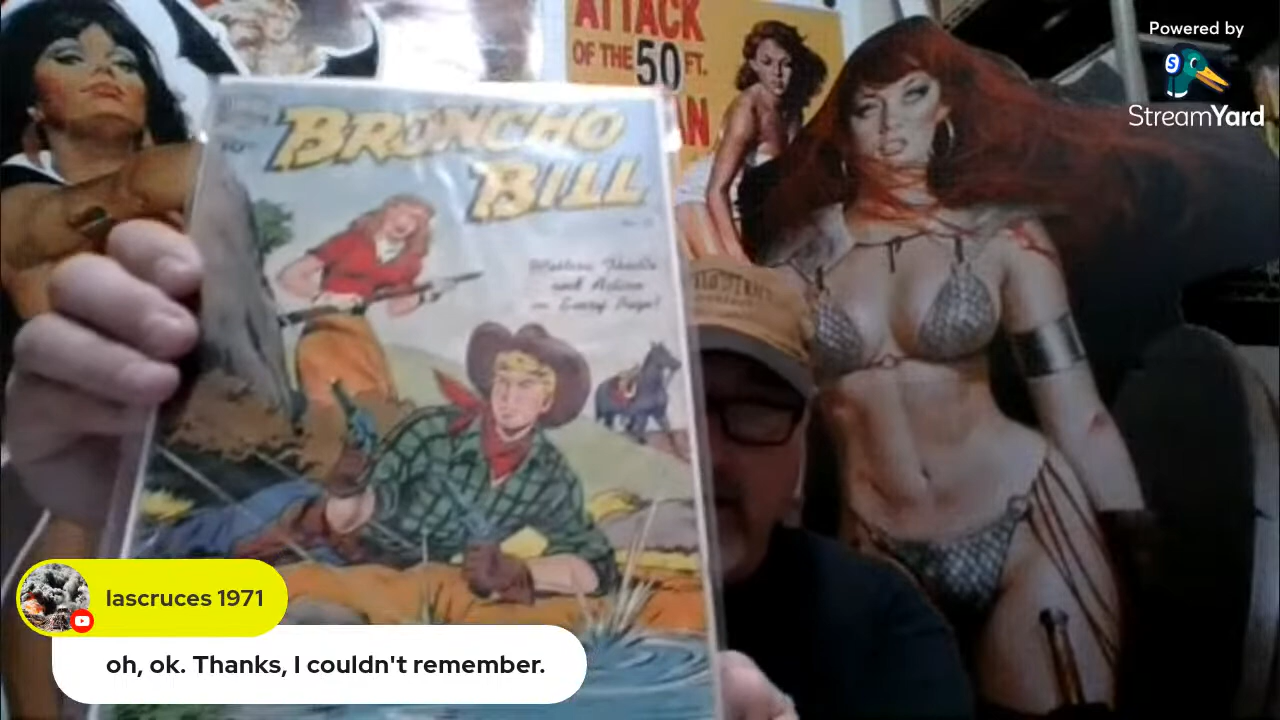 Powered by
StreamYard
ATTACK
OF THE 50 FT.
AN
BRONCHO
BILL
Western Thrills
and Action
on Every Page!
lascruces 1971
oh, ok. Thanks, I couldn't remember.